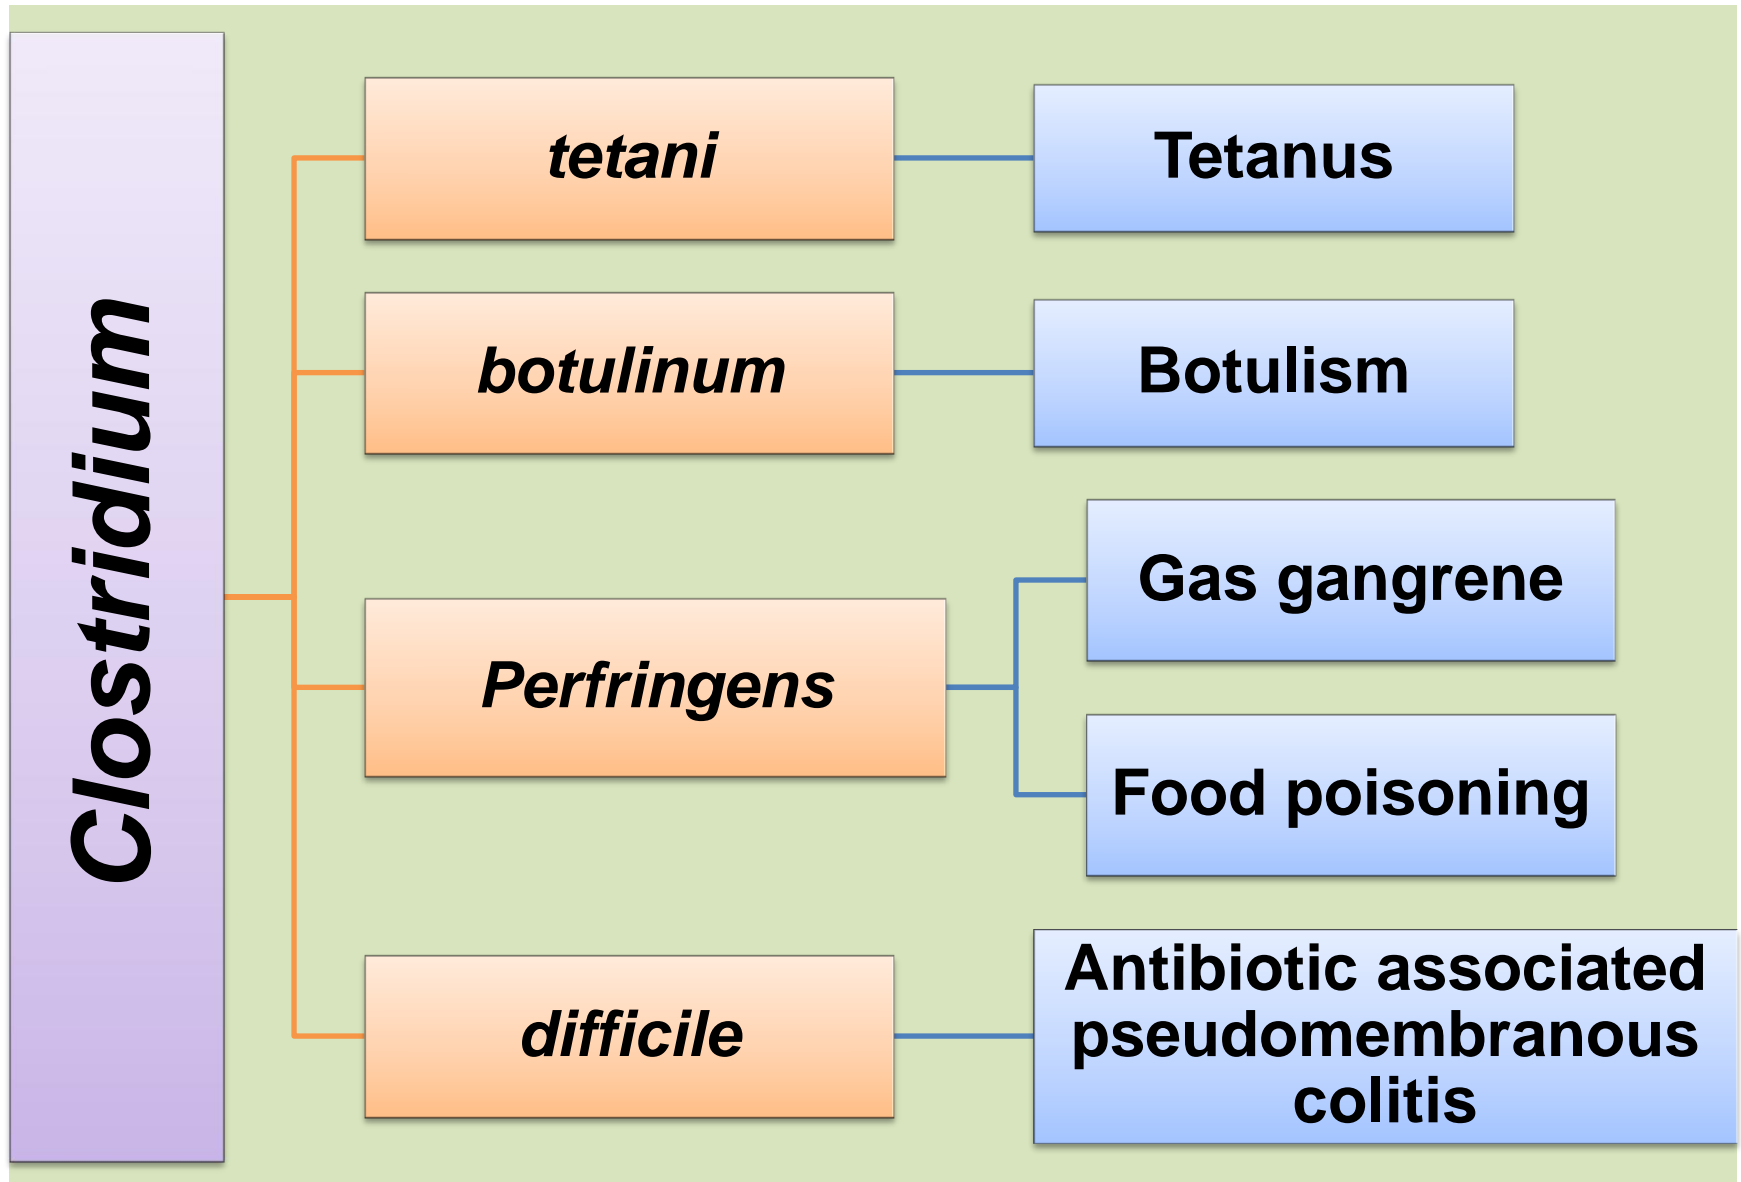 Clostridium
tetani
Tetanus
botulinum
Botulism
Perfringens
Gas gangrene
Food poisoning
difficile
Antibiotic associated
pseudomembranous
colitis